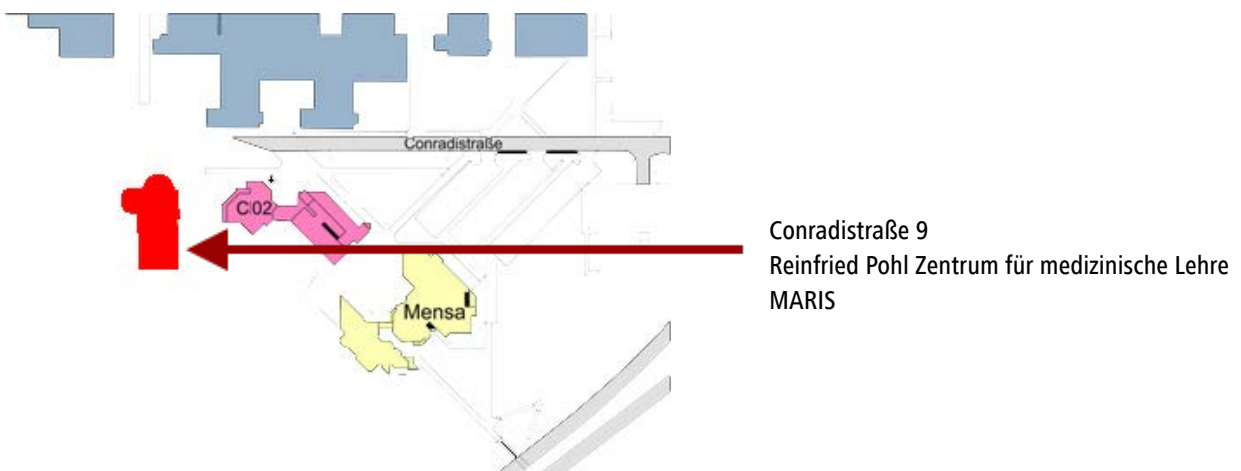 Conradistraße
C02
Mensa
Conradistraße 9
Reinfried Pohl Zentrum für medizinische Lehre
MARIS